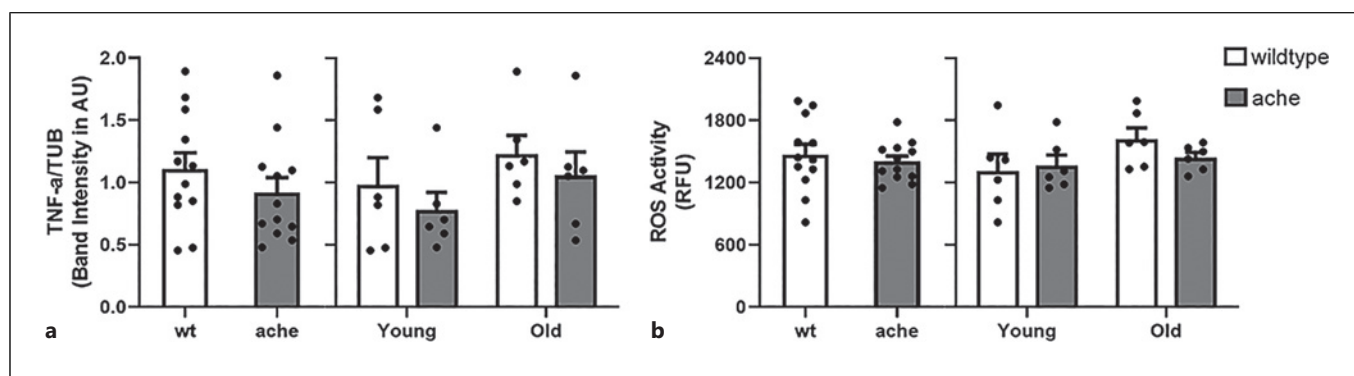 TNF-a/TUB
(Band Intensity in AU)
2.0
1.5
1.0
0.5
0.0
wt
ache
Young
Old
a
ROS Activity
(RFU)
2400
1800
1200
600
0
wt
ache
Young
Old
b
wildtype
ache